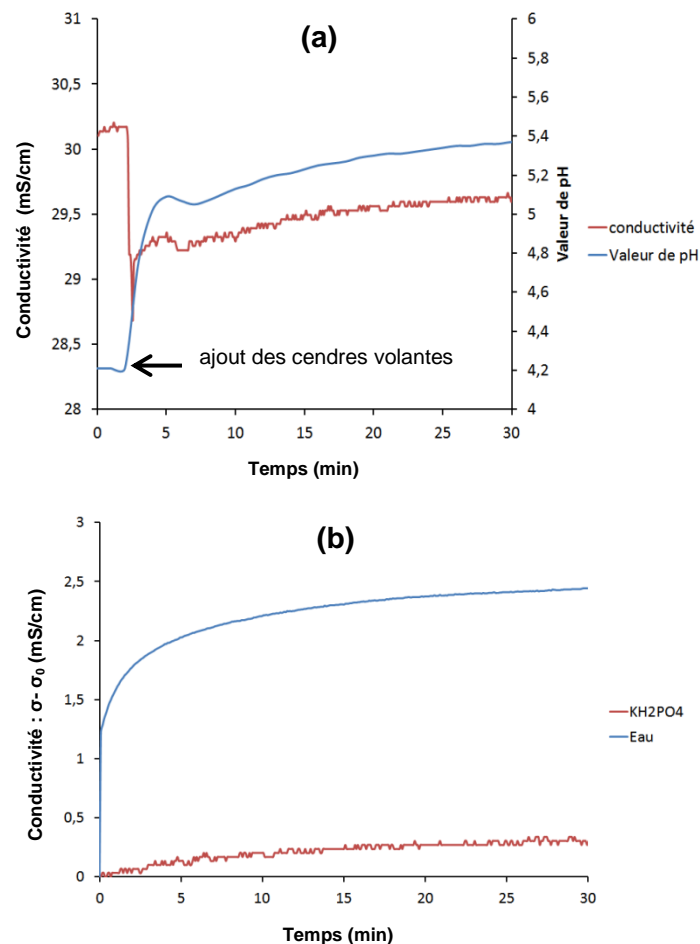 (a)
30,5
30
29,5
29
28,5
28
Conductivité (mS/cm)
6
5,8
5,6
5,4
5,2
5
4,8
4,6
4,4
4,2
4
Valeur de pH
conductivité
Valeur de pH
ajout des cendres volantes
0 5 10 15 20 25 30
Temps (min)
(b)
3
2,5
2
1,5
1
0,5
0
Conductivité : σ- σ₀ (mS/cm)
KH2PO4
Eau
0 5 10 15 20 25 30
Temps (min)